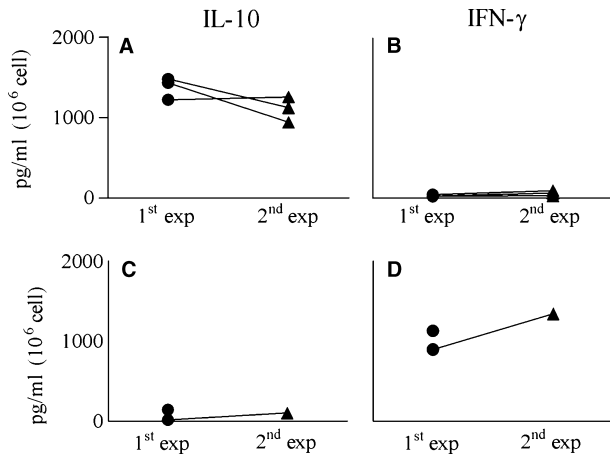 IL-10
IFN-γ
A
B
pg/ml (10⁶ cell)
2000
1000
0
1ˢᵗ exp
2ⁿᵈ exp
1ˢᵗ exp
2ⁿᵈ exp
C
D
pg/ml (10⁶ cell)
2000
1000
0
1ˢᵗ exp
2ⁿᵈ exp
1ˢᵗ exp
2ⁿᵈ exp